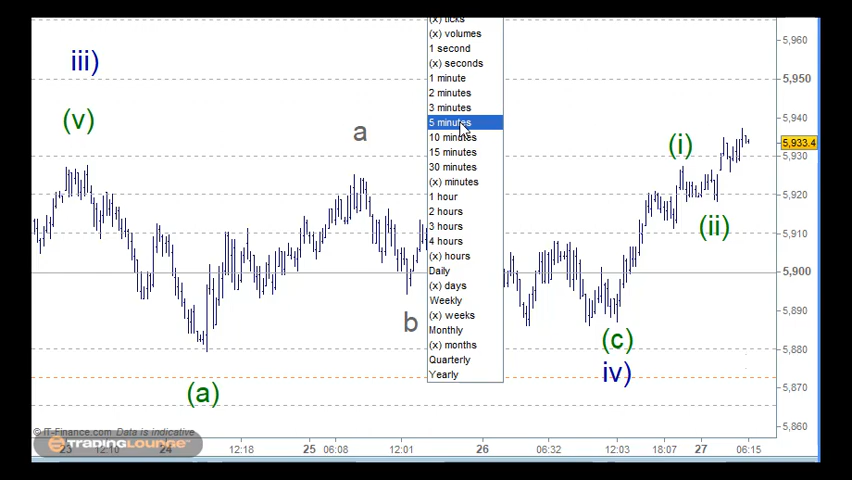 (x) ticks
(x) volumes
1 second
(x) seconds
1 minute
2 minutes
3 minutes
5 minutes
10 minutes
15 minutes
30 minutes
(x) minutes
1 hour
2 hours
3 hours
4 hours
(x) hours
Daily
(x) days
Weekly
(x) weeks
Monthly
(x) months
Quarterly
Yearly
iii)
(v)
a
(a)
b
(i)
(ii)
(c)
iv)
5,960
5,950
5,940
5,933.4
5,930
5,920
5,910
5,900
5,890
5,880
5,870
5,860
© IT-Finance.com Data is indicative
TRADINGLOUNGE
23 12:10 24 12:18 25 06:08 12:01 26 06:32 12:03 18:07 27 06:15